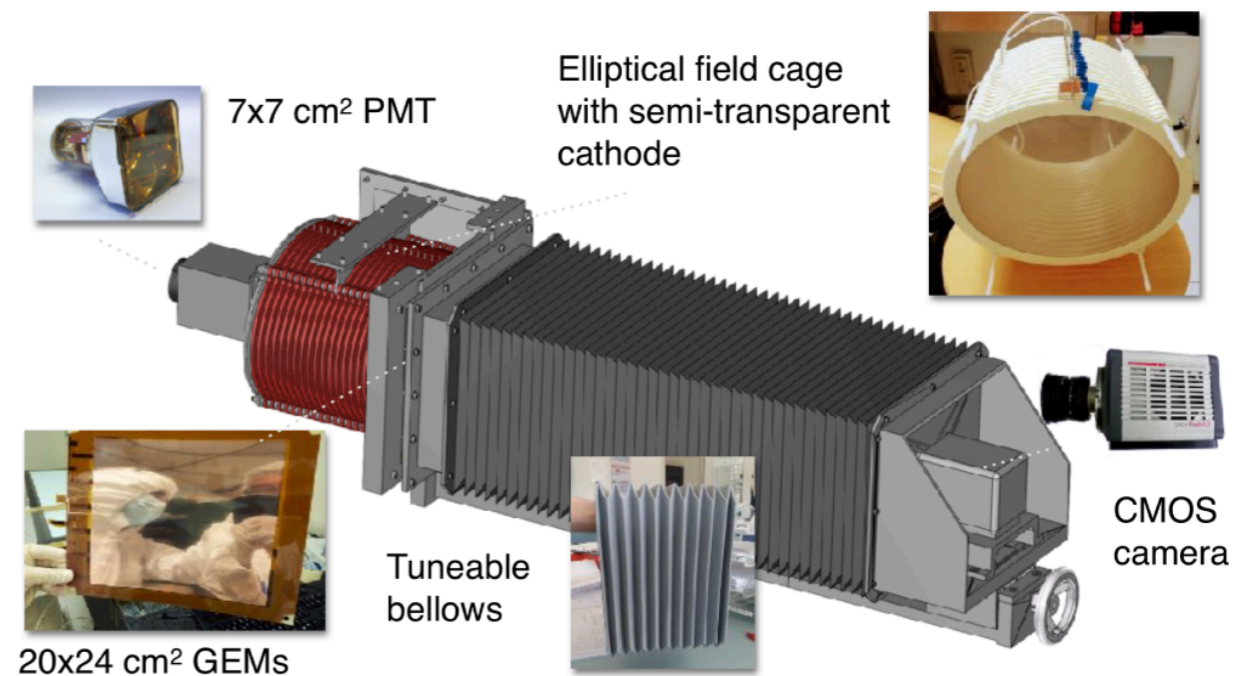 7x7 cm² PMT
Elliptical field cage
with semi-transparent
cathode
Tuneable
bellows
CMOS
camera
20x24 cm² GEMs